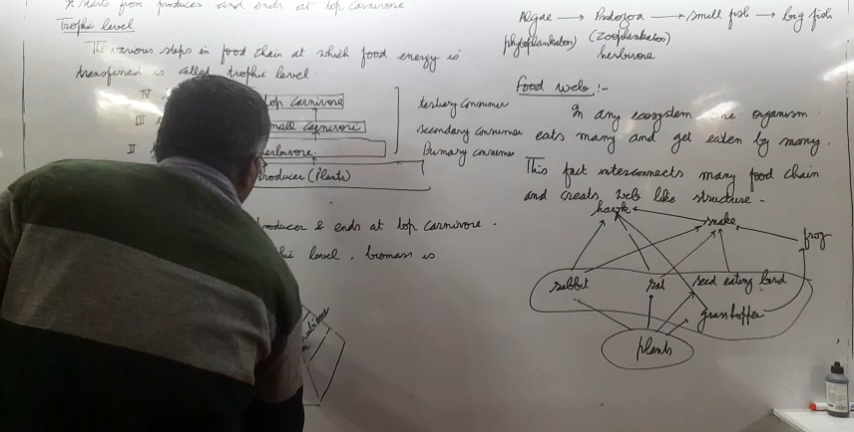 starts from producer and ends at top carnivore.
Trophic level
The various steps in food chain at which food energy is
transferred is called trophic level.
IV
top carnivore
III
small carnivore
II
herbivore
Producer (Plants)
tertiary consumer
secondary consumer
Primary consumer
producer & ends at top carnivore.
level, biomass is
Algae → Protozoa → small fish → big fish
(phytoplankton) (zooplankton)
herbivore
Food web :-
In any ecosystem one organism
eats many and get eaten by many.
This fact interconnects many food chain
and creats web like structure.
hawk
snake
frog
rabbit
rat
seed eating bird
grasshopper
plants